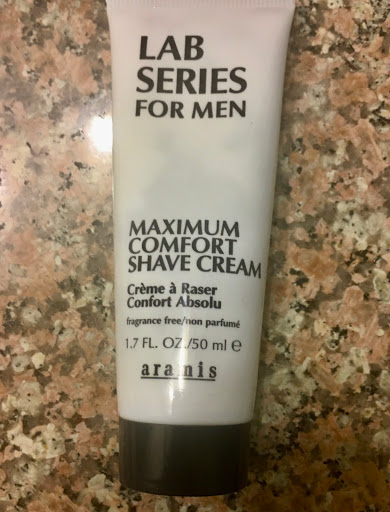 LAB
SERIES
FOR MEN
MAXIMUM
COMFORT
SHAVE CREAM
Crème à Raser
Confort Absolu
fragrance free/non parfumé
1.7 FL. OZ./50 ml ℮
aramis